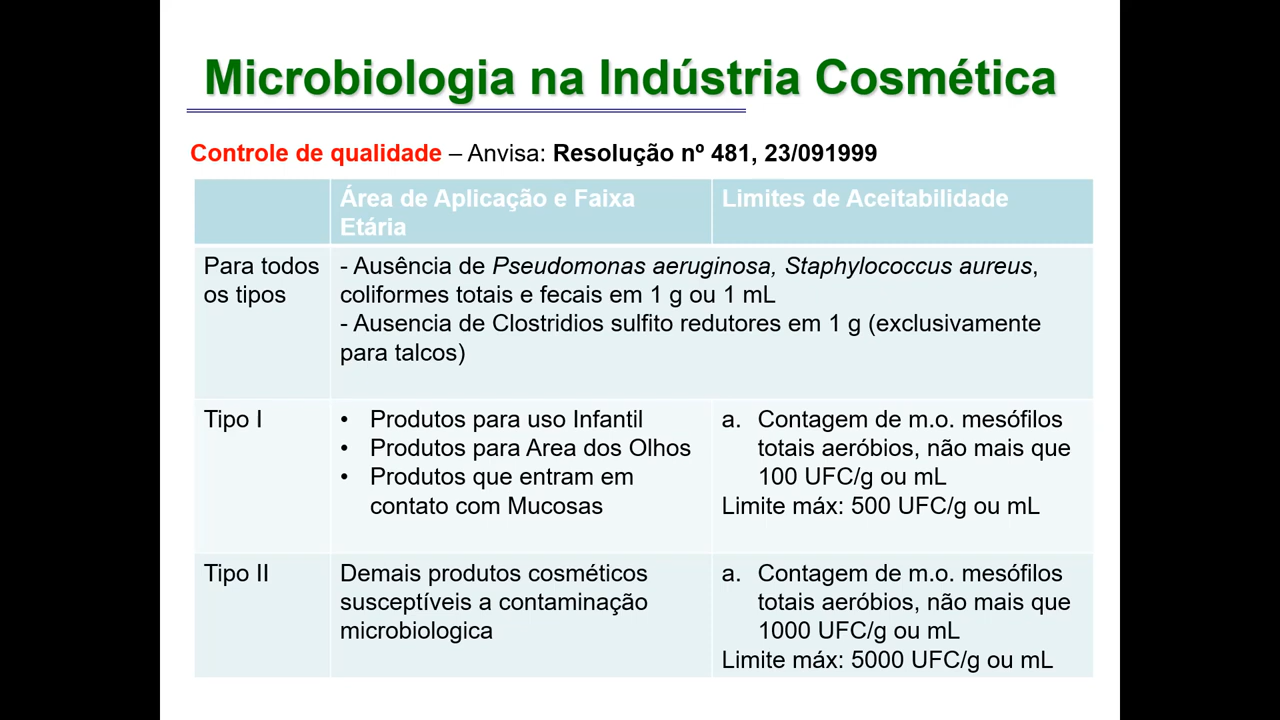 Microbiologia na Indústria Cosmética
Controle de qualidade – Anvisa: Resolução nº 481, 23/091999
Área de Aplicação e Faixa
Etária
Limites de Aceitabilidade
Para todos
os tipos
- Ausência de Pseudomonas aeruginosa, Staphylococcus aureus,
coliformes totais e fecais em 1 g ou 1 mL
- Ausencia de Clostridios sulfito redutores em 1 g (exclusivamente
para talcos)
Tipo I
• Produtos para uso Infantil
• Produtos para Area dos Olhos
• Produtos que entram em
contato com Mucosas
a. Contagem de m.o. mesófilos
totais aeróbios, não mais que
100 UFC/g ou mL
Limite máx: 500 UFC/g ou mL
Tipo II
Demais produtos cosméticos
susceptíveis a contaminação
microbiologica
a. Contagem de m.o. mesófilos
totais aeróbios, não mais que
1000 UFC/g ou mL
Limite máx: 5000 UFC/g ou mL